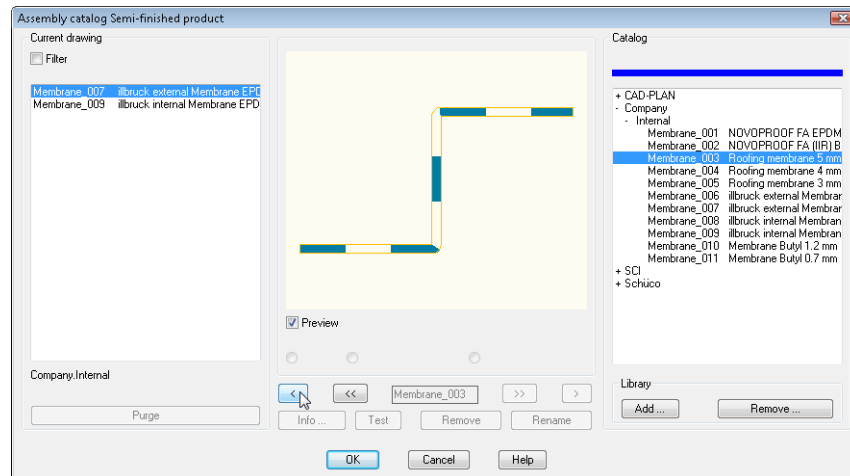 Assembly catalog Semi-finished product
Current drawing
Filter
Membrane_007 illbruck external Membrane EPD
Membrane_009 illbruck internal Membrane EPD
Company.Internal
Purge
Preview
< << Membrane_003 >> >
Info ... Test Remove Rename
Catalog
+ CAD-PLAN
- Company
- Internal
Membrane_001 NOVOPROOF FA EPDM
Membrane_002 NOVOPROOF FA (IIR) B
Membrane_003 Roofing membrane 5 mm
Membrane_004 Roofing membrane 4 mm
Membrane_005 Roofing membrane 3 mm
Membrane_006 illbruck external Membran
Membrane_007 illbruck external Membran
Membrane_008 illbruck internal Membran
Membrane_009 illbruck internal Membran
Membrane_010 Membrane Butyl 1.2 mm
Membrane_011 Membrane Butyl 0.7 mm
+ SCI
+ Schüco
Library
Add ... Remove ...
OK Cancel Help